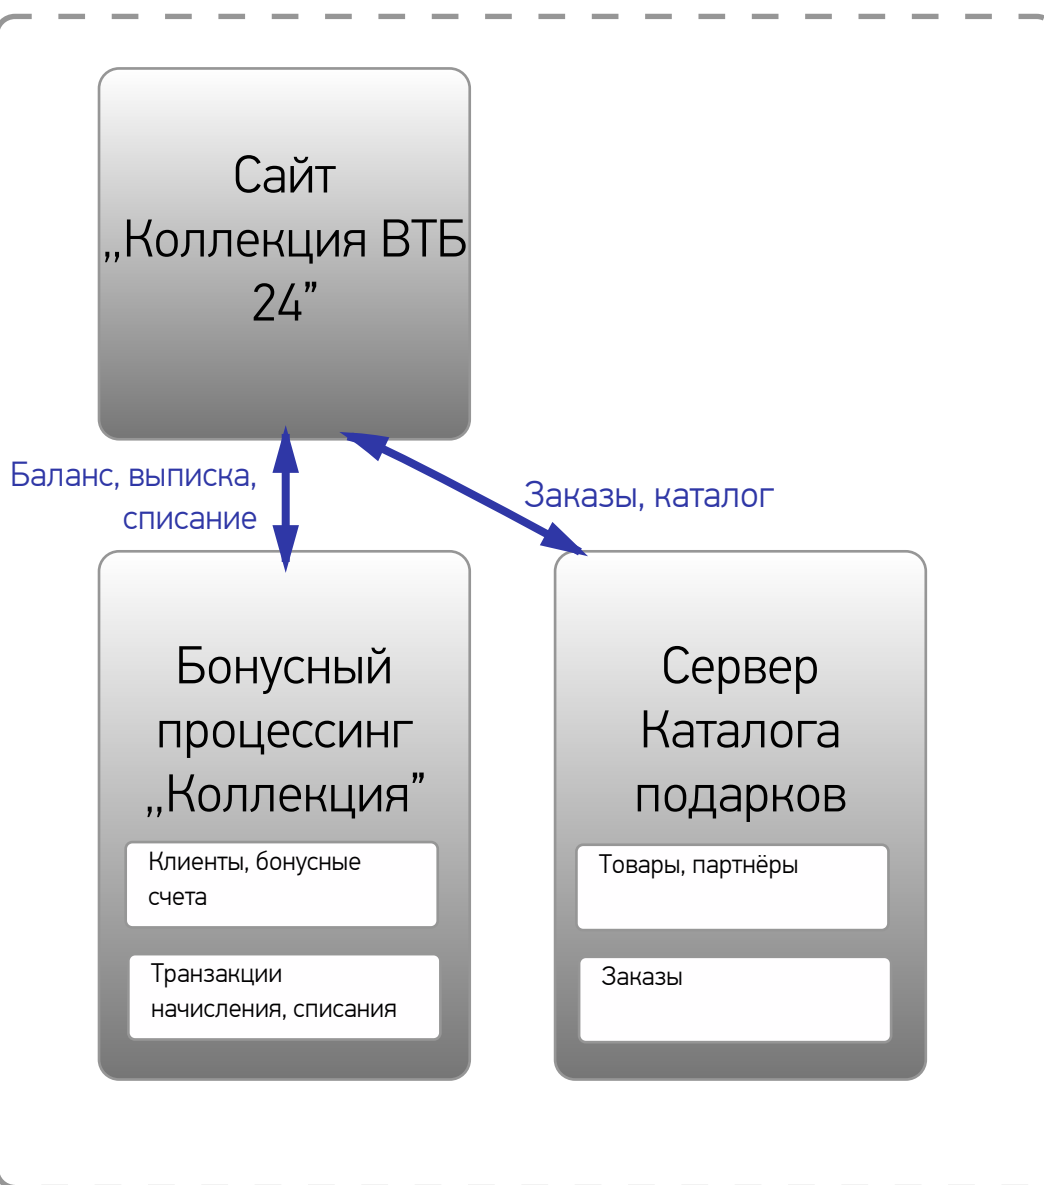 Сайт
„Коллекция ВТБ
24”
Баланс, выписка,
списание
Заказы, каталог
Бонусный
процессинг
„Коллекция”
Клиенты, бонусные
счета
Транзакции
начисления, списания
Сервер
Каталога
подарков
Товары, партнёры
Заказы